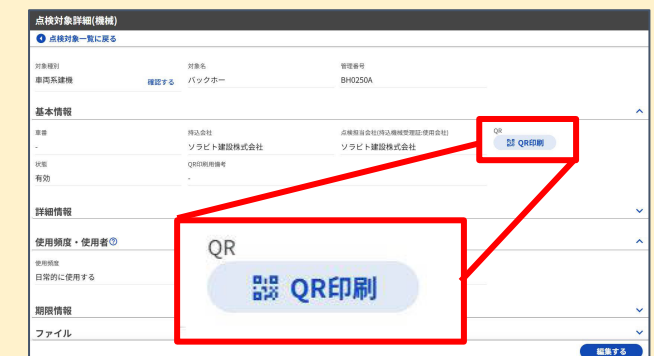 点検対象詳細(機械)
点検対象一覧に戻る
対象種別 対象名 管理番号
車両系建機 確認する バックホー BH0250A
基本情報
車番 持込会社 点検担当会社(持込機械受理証:使用会社) QR
- ソラビト建設株式会社 ソラビト建設株式会社 QR印刷
状態 QR印刷用備考
有効 -
詳細情報
使用頻度・使用者
使用頻度
日常的に使用する
QR
QR印刷
期限情報
ファイル
編集する